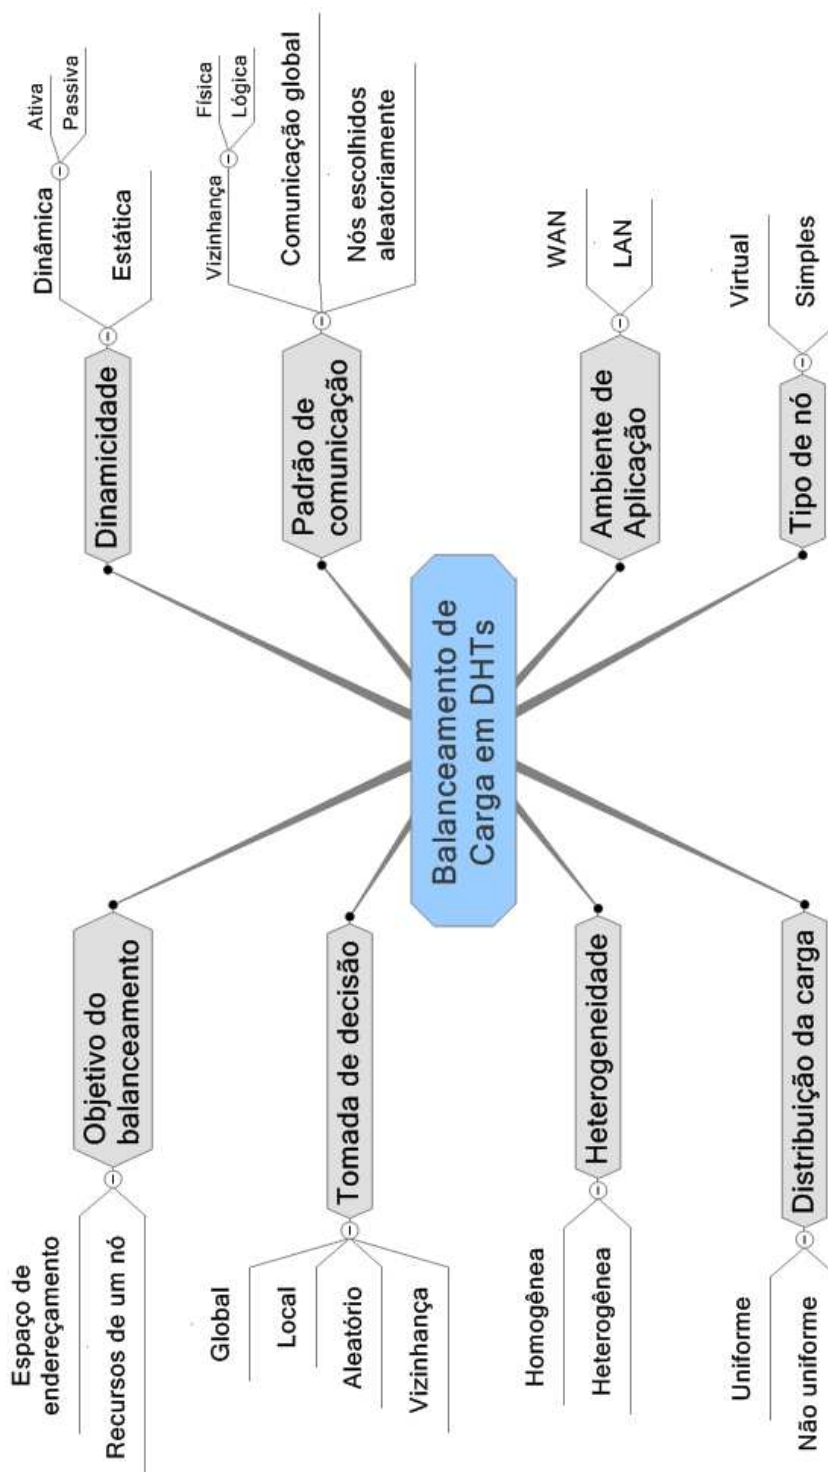 Balanceamento de
Carga em DHTs
Objetivo do
balanceamento
Espaço de
endereçamento
Recursos de um nó
Tomada de decisão
Global
Local
Aleatório
Vizinhança
Heterogeneidade
Homogênea
Heterogênea
Distribuição da carga
Uniforme
Não uniforme
Dinamicidade
Dinâmica
Ativa
Passiva
Estática
Padrão de
comunicação
Vizinhança
Física
Lógica
Comunicação global
Nós escolhidos
aleatoriamente
Ambiente de
Aplicação
WAN
LAN
Tipo de nó
Virtual
Simples